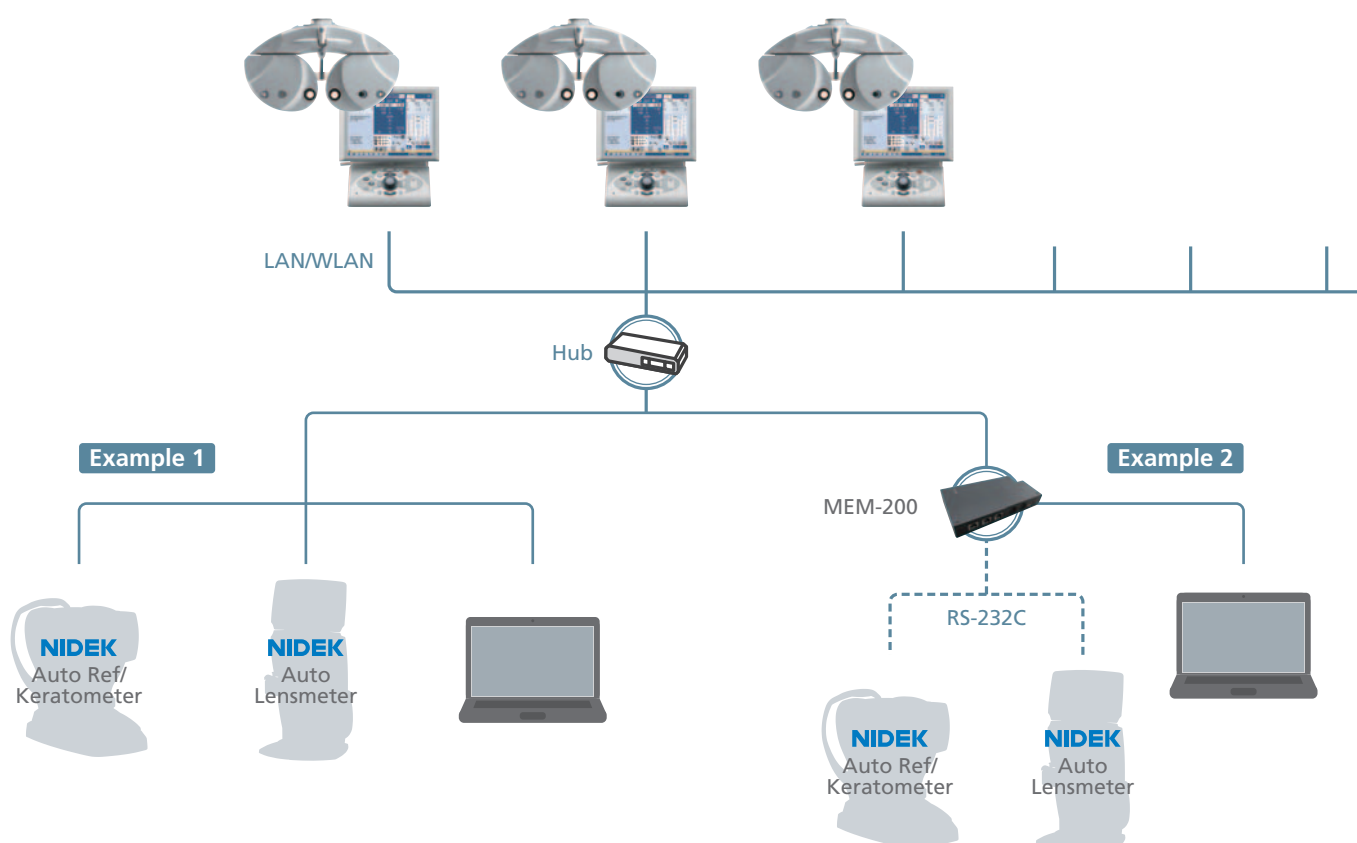 LAN/WLAN
Hub
Example 1
Example 2
MEM-200
RS-232C
NIDEK
Auto Ref/
Keratometer
NIDEK
Auto
Lensmeter
NIDEK
Auto Ref/
Keratometer
NIDEK
Auto
Lensmeter